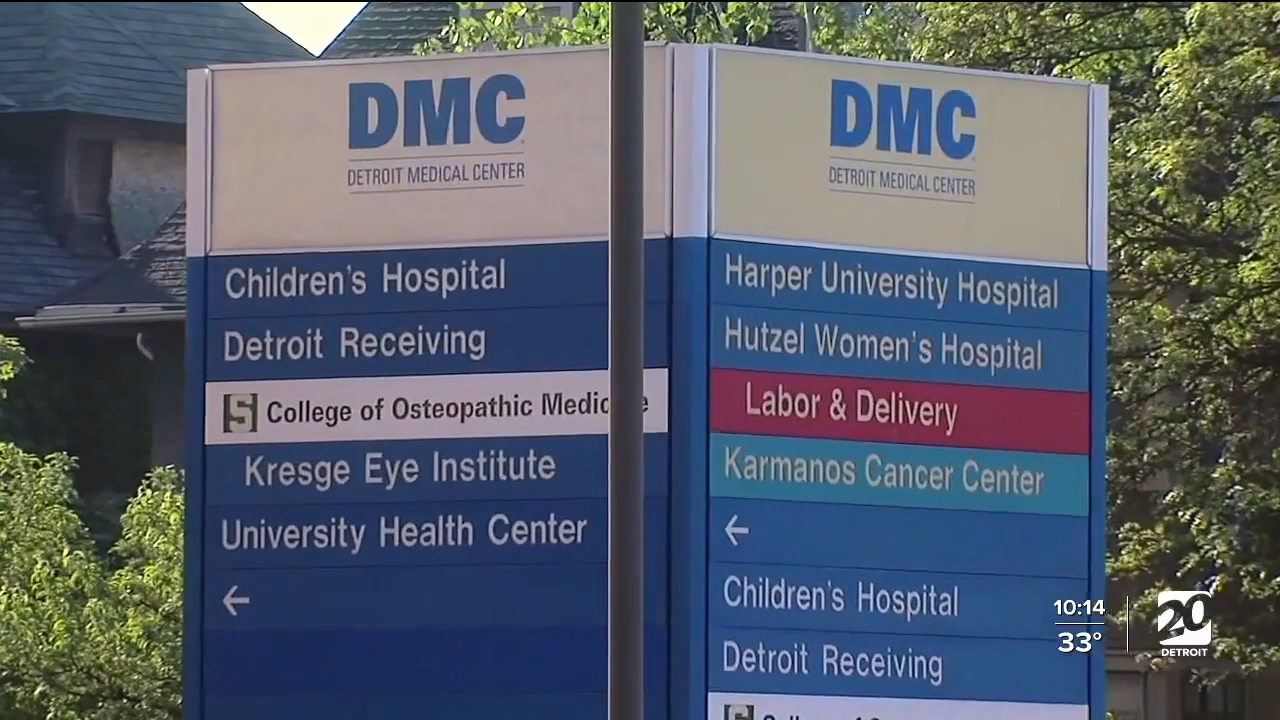 DMC
DETROIT MEDICAL CENTER
Children's Hospital
Detroit Receiving
S College of Osteopathic Medicine
Kresge Eye Institute
University Health Center
←
DMC
DETROIT MEDICAL CENTER
Harper University Hospital
Hutzel Women's Hospital
Labor & Delivery
Karmanos Cancer Center
←
Children's Hospital
Detroit Receiving
10:14
33°
20
DETROIT